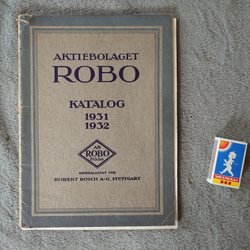 AKTIEBOLAGET
ROBO
KATALOG
1931
1932
AB
ROBO
GENERALAGENT FÖR
ROBERT BOSCH A-G. STUTTGART